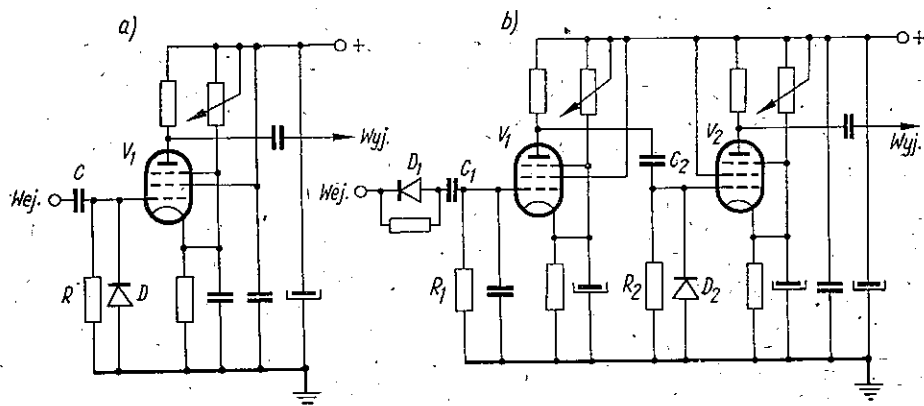 a)
+
Wyj.
V1
C
Wej.
R
D
b)
+
V1
V2
Wyj.
C2
D1
C1
Wej.
R1
R2
D2